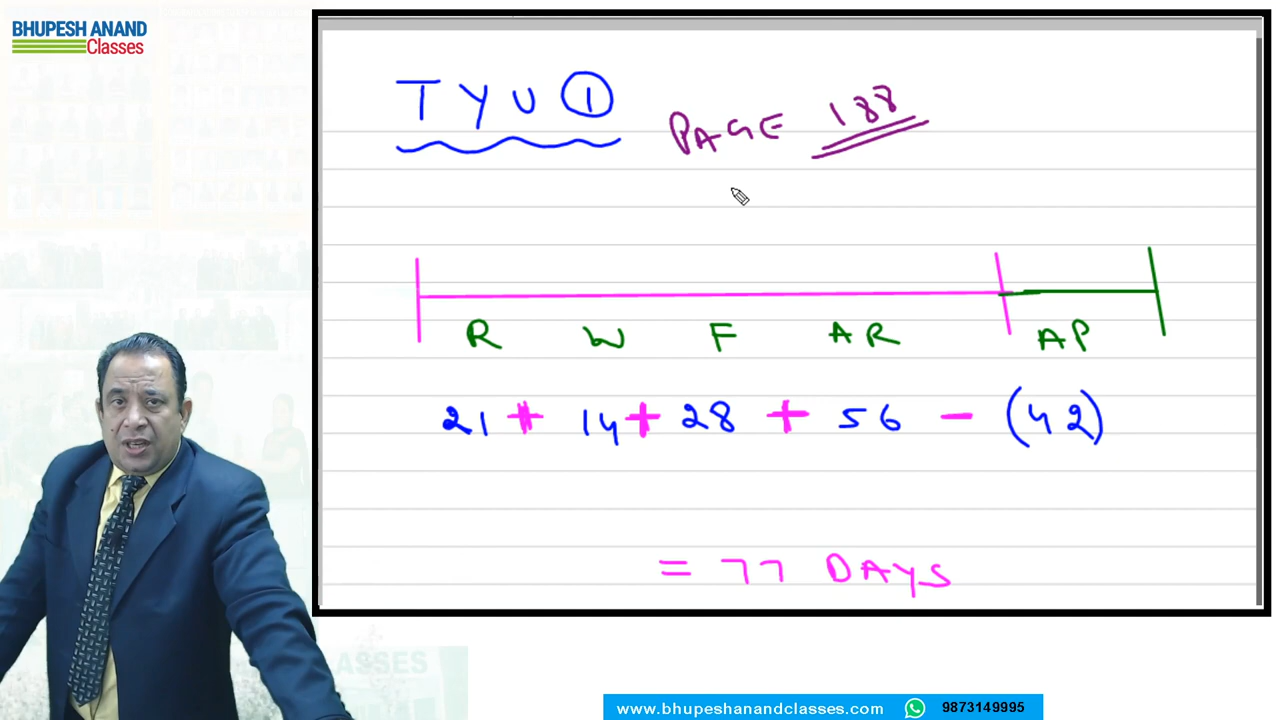 BHUPESH ANAND
Classes
T Y U ①
PAGE 188
R W F AR AP
21 + 14 + 28 + 56 - (42)
= 77 DAYS
www.bhupeshanandclasses.com 9873149995